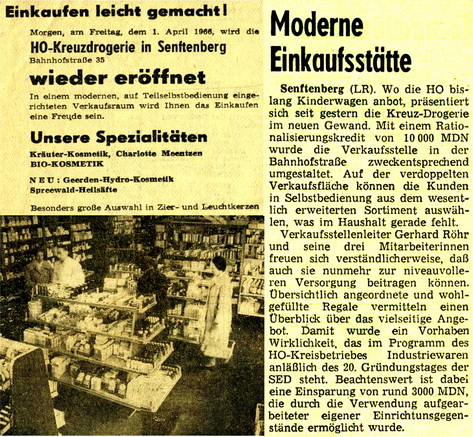 Einkaufen leicht gemacht!
Morgen, am Freitag, dem 1. April 1966, wird die
HO-Kreuzdrogerie in Senftenberg
Bahnhofstraße 35
wieder eröffnet
In einem modernen, auf Teilselbstbedienung einge-
richteten Verkaufsraum wird Ihnen das Einkaufen
eine Freude sein.
Unsere Spezialitäten
Kräuter-Kosmetik, Charlotte Meentzen
BIO-KOSMETIK
NEU: Geerden-Hydro-Kosmetik
Spreewald-Heilsäfte
Besonders große Auswahl in Zier- und Leuchtkerzen
Moderne
Einkaufsstätte
Senftenberg (LR). Wo die HO bis-
lang Kinderwagen anbot, präsentiert
sich seit gestern die Kreuz-Drogerie
im neuen Gewand. Mit einem Ratio-
nalisierungskredit von 10 000 MDN
wurde die Verkaufsstelle in der
Bahnhofstraße zweckentsprechend
umgestaltet. Auf der verdoppelten
Verkaufsfläche können die Kunden
in Selbstbedienung aus dem wesent-
lich erweiterten Sortiment auswäh-
len, was im Haushalt gerade fehlt.
Verkaufsstellenleiter Gerhard Röhr
und seine drei Mitarbeiterinnen
freuen sich verständlicherweise, daß
auch sie nunmehr zur niveauvolle-
ren Versorgung beitragen können.
Übersichtlich angeordnete und wohl-
gefüllte Regale vermitteln einen
Überblick über das vielseitige Ange-
bot. Damit wurde ein Vorhaben
Wirklichkeit, das im Programm des
HO-Kreisbetriebes Industriewaren
anläßlich des 20. Gründungstages der
SED steht. Beachtenswert ist dabei
eine Einsparung von rund 3000 MDN,
die durch die Verwendung aufgear-
beiteter eigener Einrichtungsgegen-
stände ermöglicht wurde.